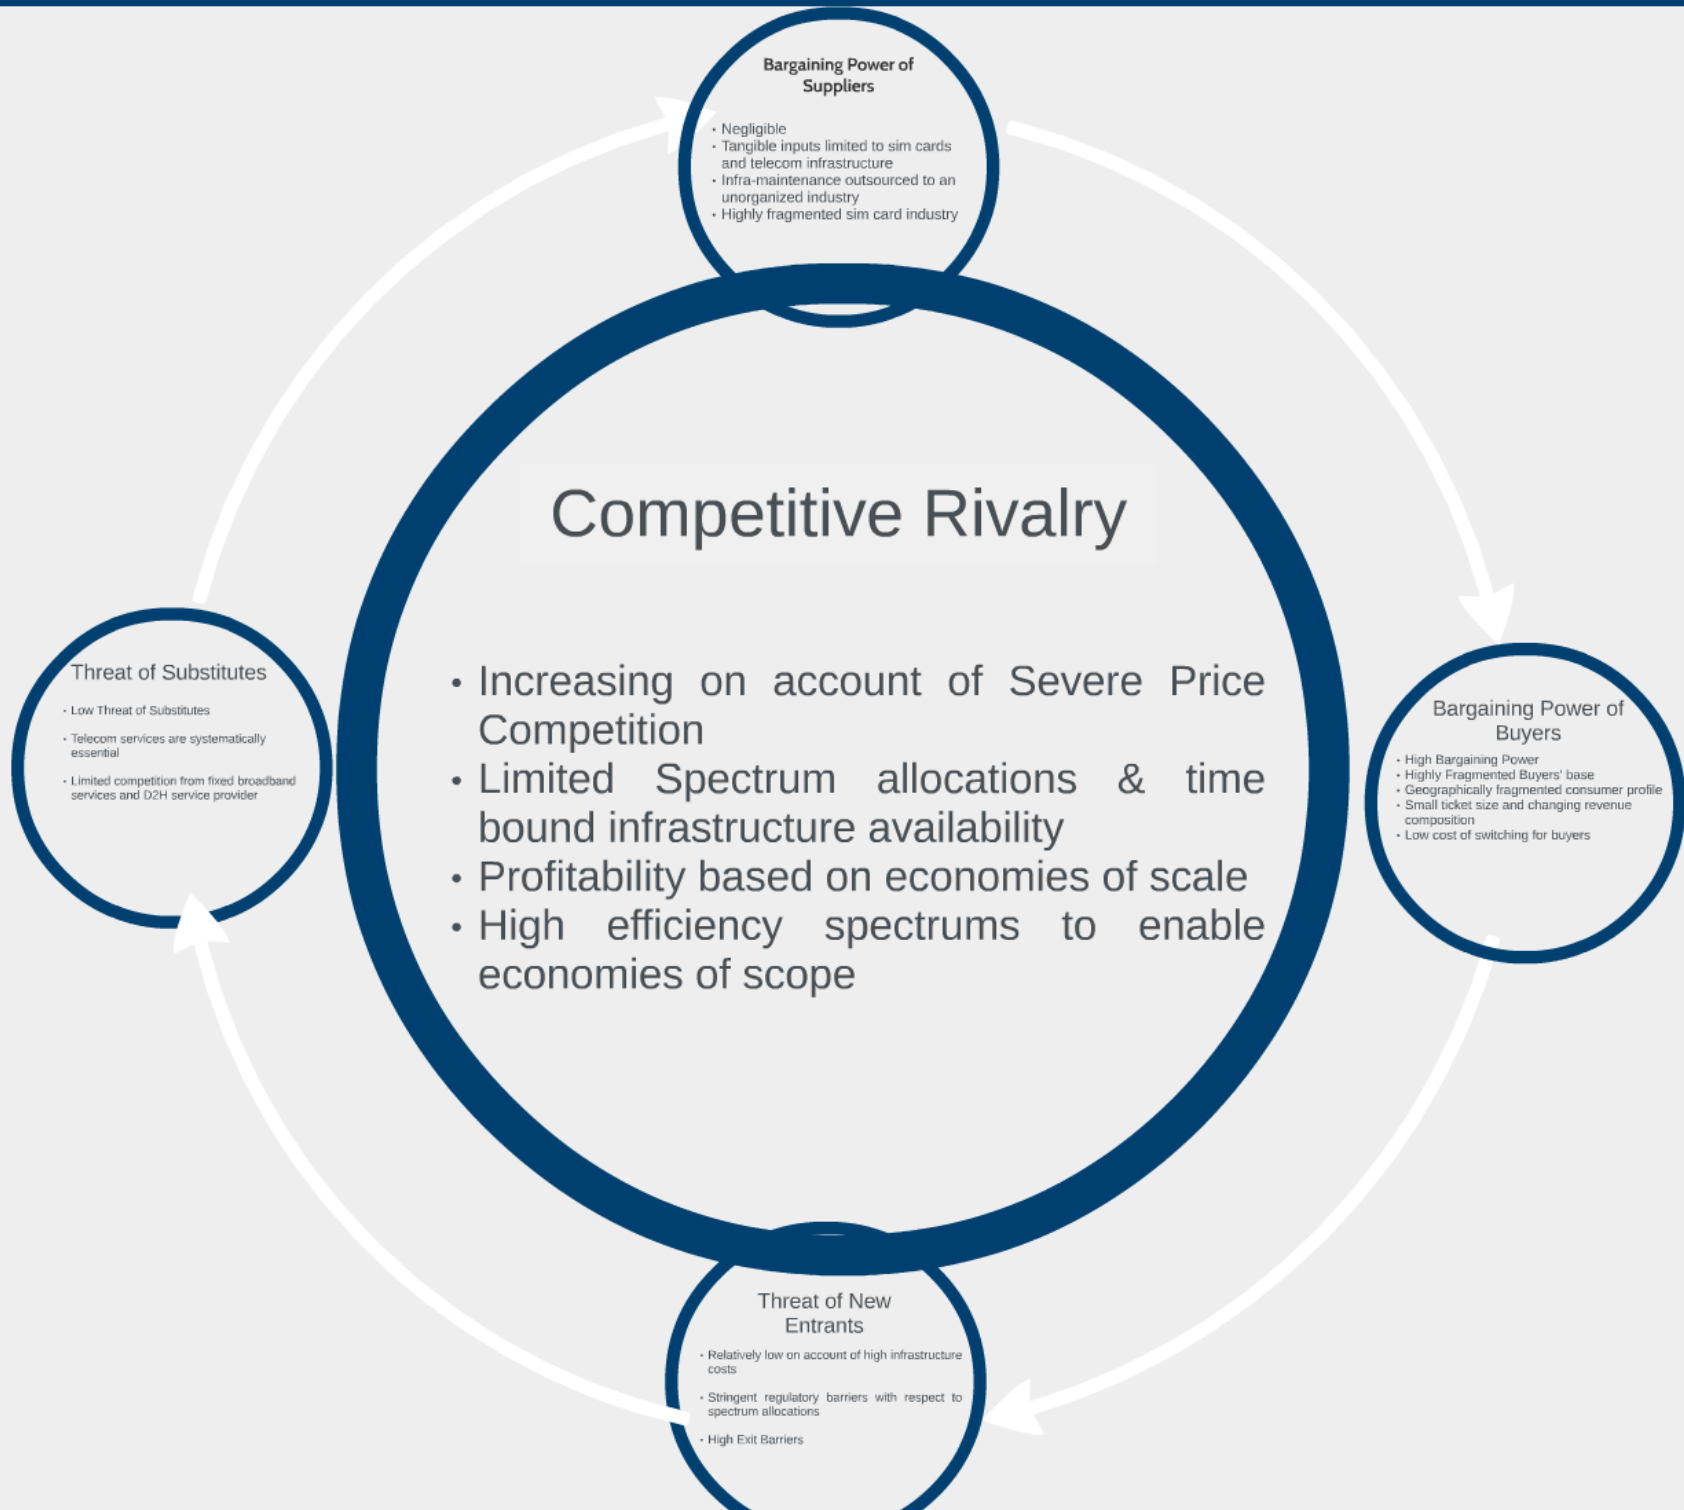 Bargaining Power of
Suppliers
• Negligible
• Tangible inputs limited to sim cards
and telecom infrastructure
• Infra-maintenance outsourced to an
unorganized industry
• Highly fragmented sim card industry
Competitive Rivalry
• Increasing on account of Severe Price
Competition
• Limited Spectrum allocations & time
bound infrastructure availability
• Profitability based on economies of scale
• High efficiency spectrums to enable
economies of scope
Threat of Substitutes
• Low Threat of Substitutes
• Telecom services are systematically
essential
• Limited competition from fixed broadband
services and D2H service provider
Bargaining Power of
Buyers
• High Bargaining Power
• Highly Fragmented Buyers' base
• Geographically fragmented consumer profile
• Small ticket size and changing revenue
composition
• Low cost of switching for buyers
Threat of New
Entrants
• Relatively low on account of high infrastructure
costs
• Stringent regulatory barriers with respect to
spectrum allocations
• High Exit Barriers